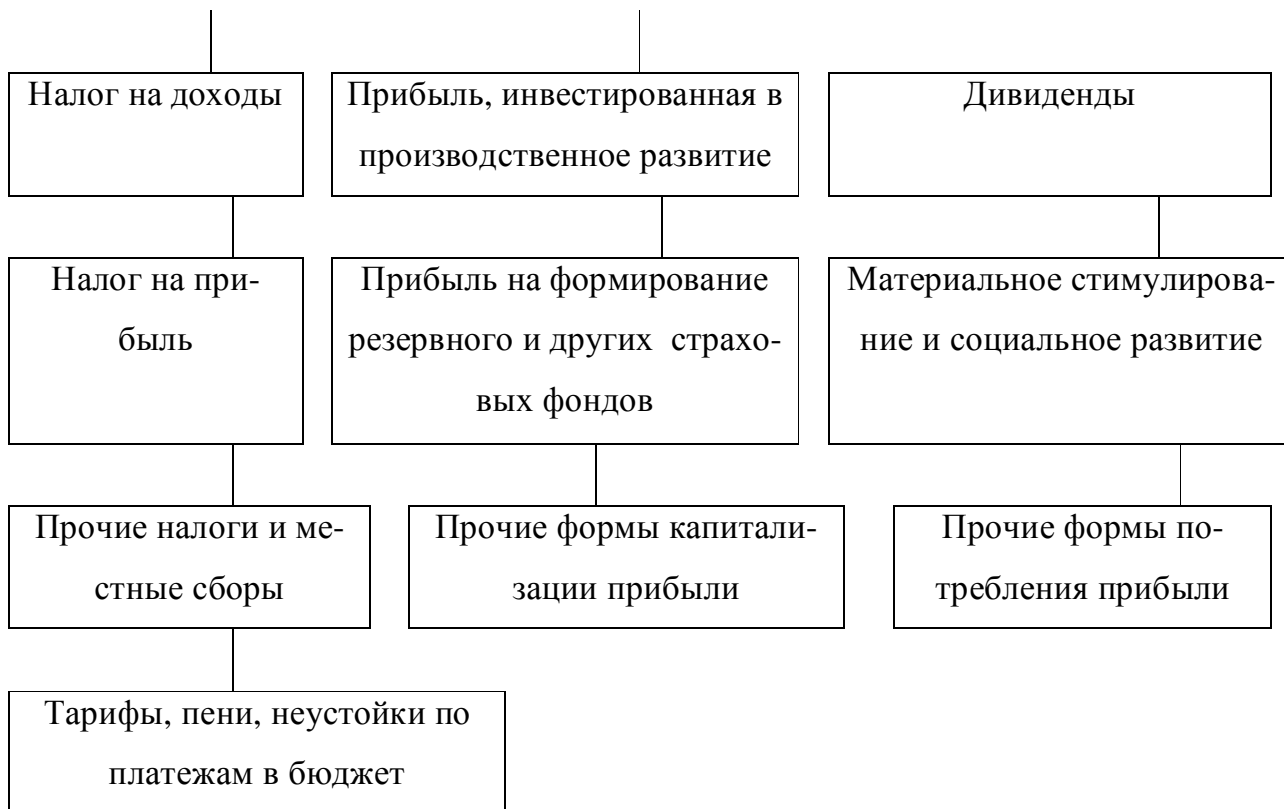 Налог на доходы
Прибыль, инвестированная в
производственное развитие
Дивиденды
Налог на при-
быль
Прибыль на формирование
резервного и других  страхо-
вых фондов
Материальное стимулирова-
ние и социальное развитие
Прочие налоги и ме-
стные сборы
Прочие формы капитали-
зации прибыли
Прочие формы по-
требления прибыли
Тарифы, пени, неустойки по
платежам в бюджет